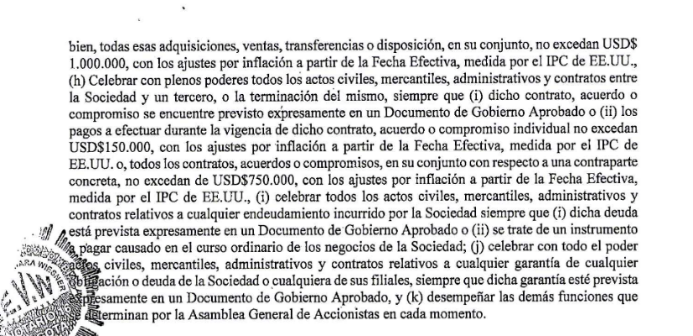 bien, todas esas adquisiciones, ventas, transferencias o disposición, en su conjunto, no excedan USD$
1.000.000, con los ajustes por inflación a partir de la Fecha Efectiva, medida por el IPC de EE.UU.,
(h) Celebrar con plenos poderes todos los actos civiles, mercantiles, administrativos y contratos entre
la Sociedad y un tercero, o la terminación del mismo, siempre que (i) dicho contrato, acuerdo o
compromiso se encuentre previsto expresamente en un Documento de Gobierno Aprobado o (ii) los
pagos a efectuar durante la vigencia de dicho contrato, acuerdo o compromiso individual no excedan
USD$150.000, con los ajustes por inflación a partir de la Fecha Efectiva, medida por el IPC de
EE.UU. o, todos los contratos, acuerdos o compromisos, en su conjunto con respecto a una contraparte
concreta, no excedan de USD$750.000, con los ajustes por inflación a partir de la Fecha Efectiva,
medida por el IPC de EE.UU., (i) celebrar todos los actos civiles, mercantiles, administrativos y
contratos relativos a cualquier endeudamiento incurrido por la Sociedad siempre que (i) dicha deuda
está prevista expresamente en un Documento de Gobierno Aprobado o (ii) se trate de un instrumento
a pagar causado en el curso ordinario de los negocios de la Sociedad; (j) celebrar con todo el poder
actos civiles, mercantiles, administrativos y contratos relativos a cualquier garantía de cualquier
obligación o deuda de la Sociedad o cualquiera de sus filiales, siempre que dicha garantía esté prevista
expresamente en un Documento de Gobierno Aprobado, y (k) desempeñar las demás funciones que
se determinan por la Asamblea General de Accionistas en cada momento.